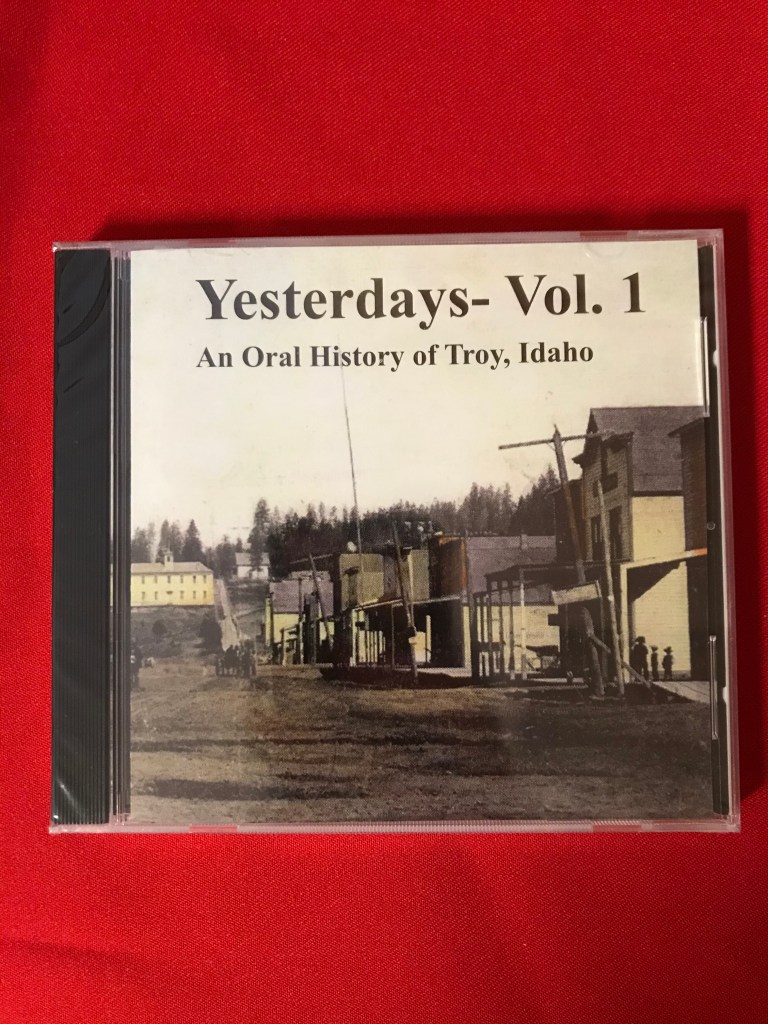 Yesterdays- Vol. 1
An Oral History of Troy, Idaho